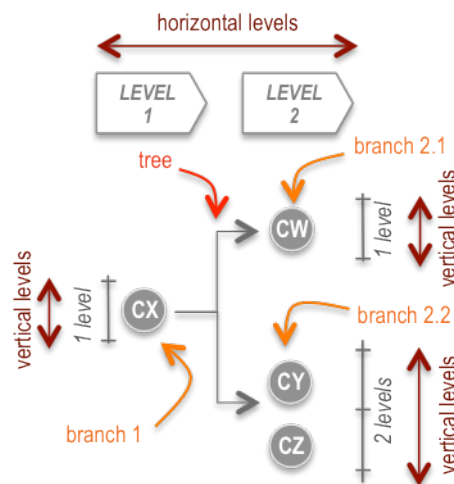 horizontal levels
LEVEL
1
LEVEL
2
tree
branch 2.1
CW
1 level
vertical levels
vertical levels
1 level
CX
branch 2.2
branch 1
CY
CZ
2 levels
vertical levels